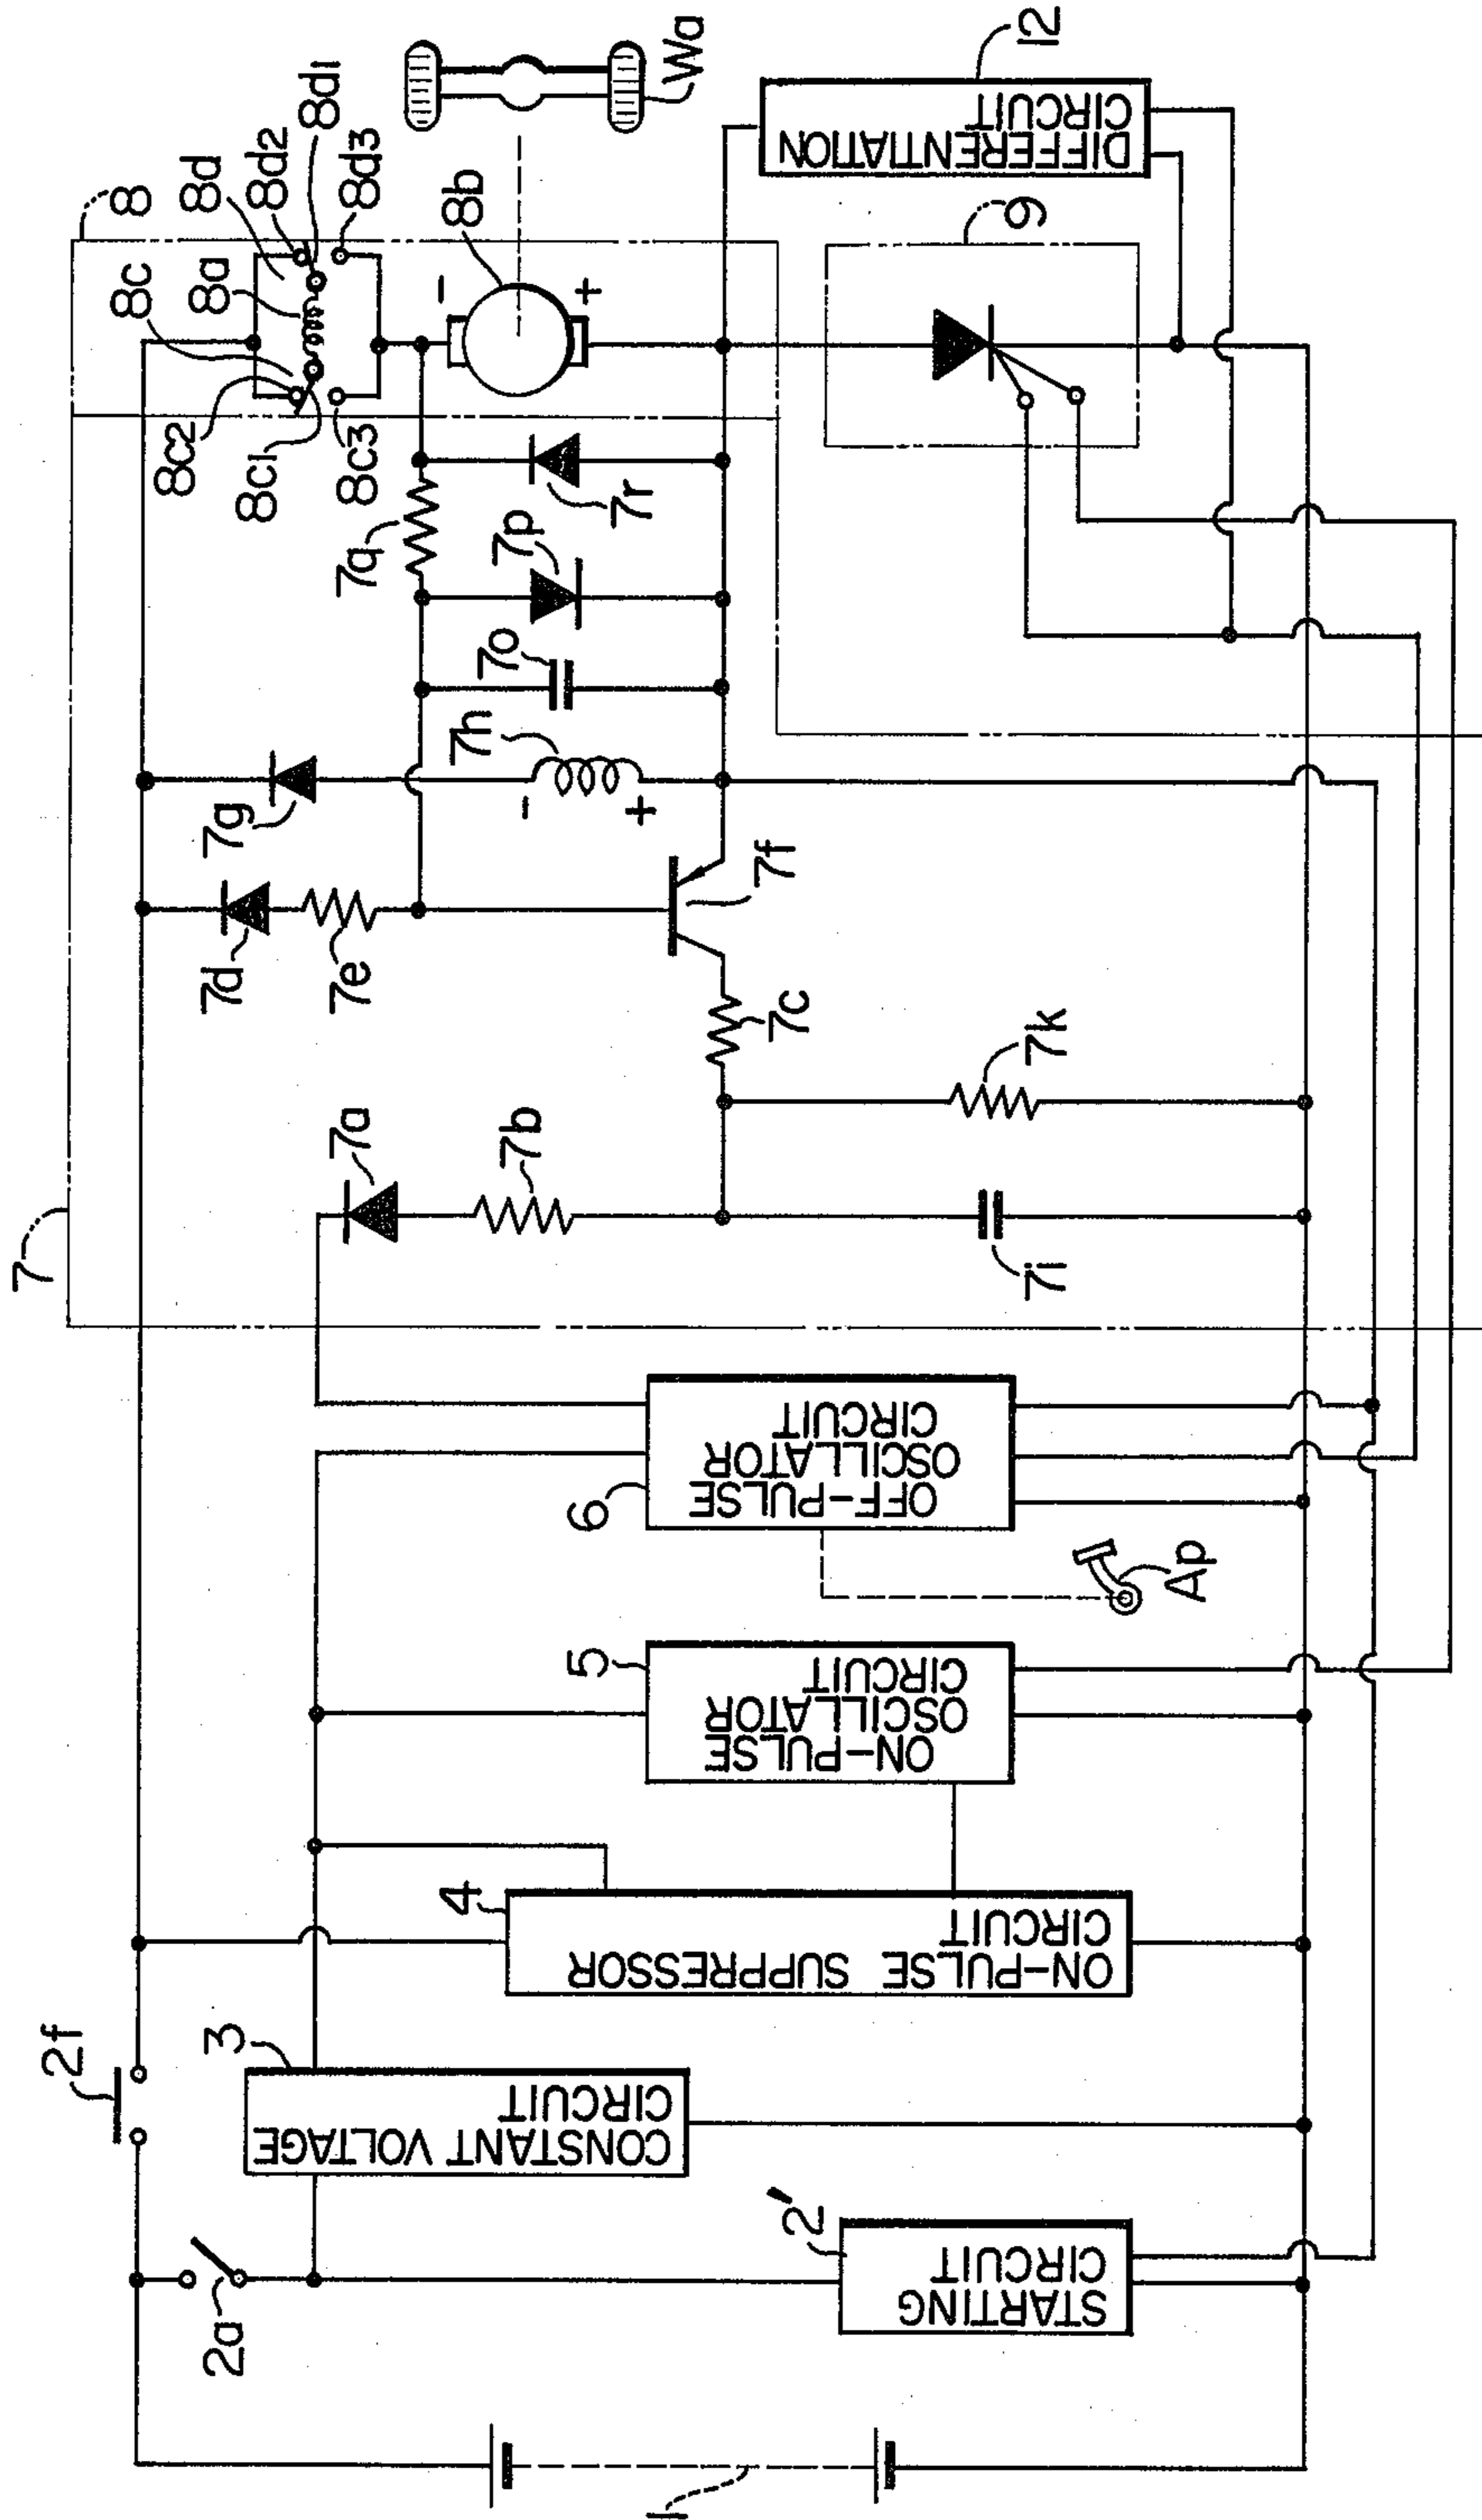 8
8d
8d2
8d1
8d3
8c
8a
8c2
8c1
8c3
8b
-
+
Wa
DIFFERENTIATION
CIRCUIT
12
9
7
7q
7r
7p
7o
7h
-
+
7g
7f
7d
7e
7c
7k
7a
7b
7i
6
OFF-PULSE
OSCILLATOR
CIRCUIT
Ap
5
ON-PULSE
OSCILLATOR
CIRCUIT
4
ON-PULSE SUPPRESSOR
CIRCUIT
2f
3
CONSTANT VOLTAGE
CIRCUIT
2a
2'
STARTING
CIRCUIT
1